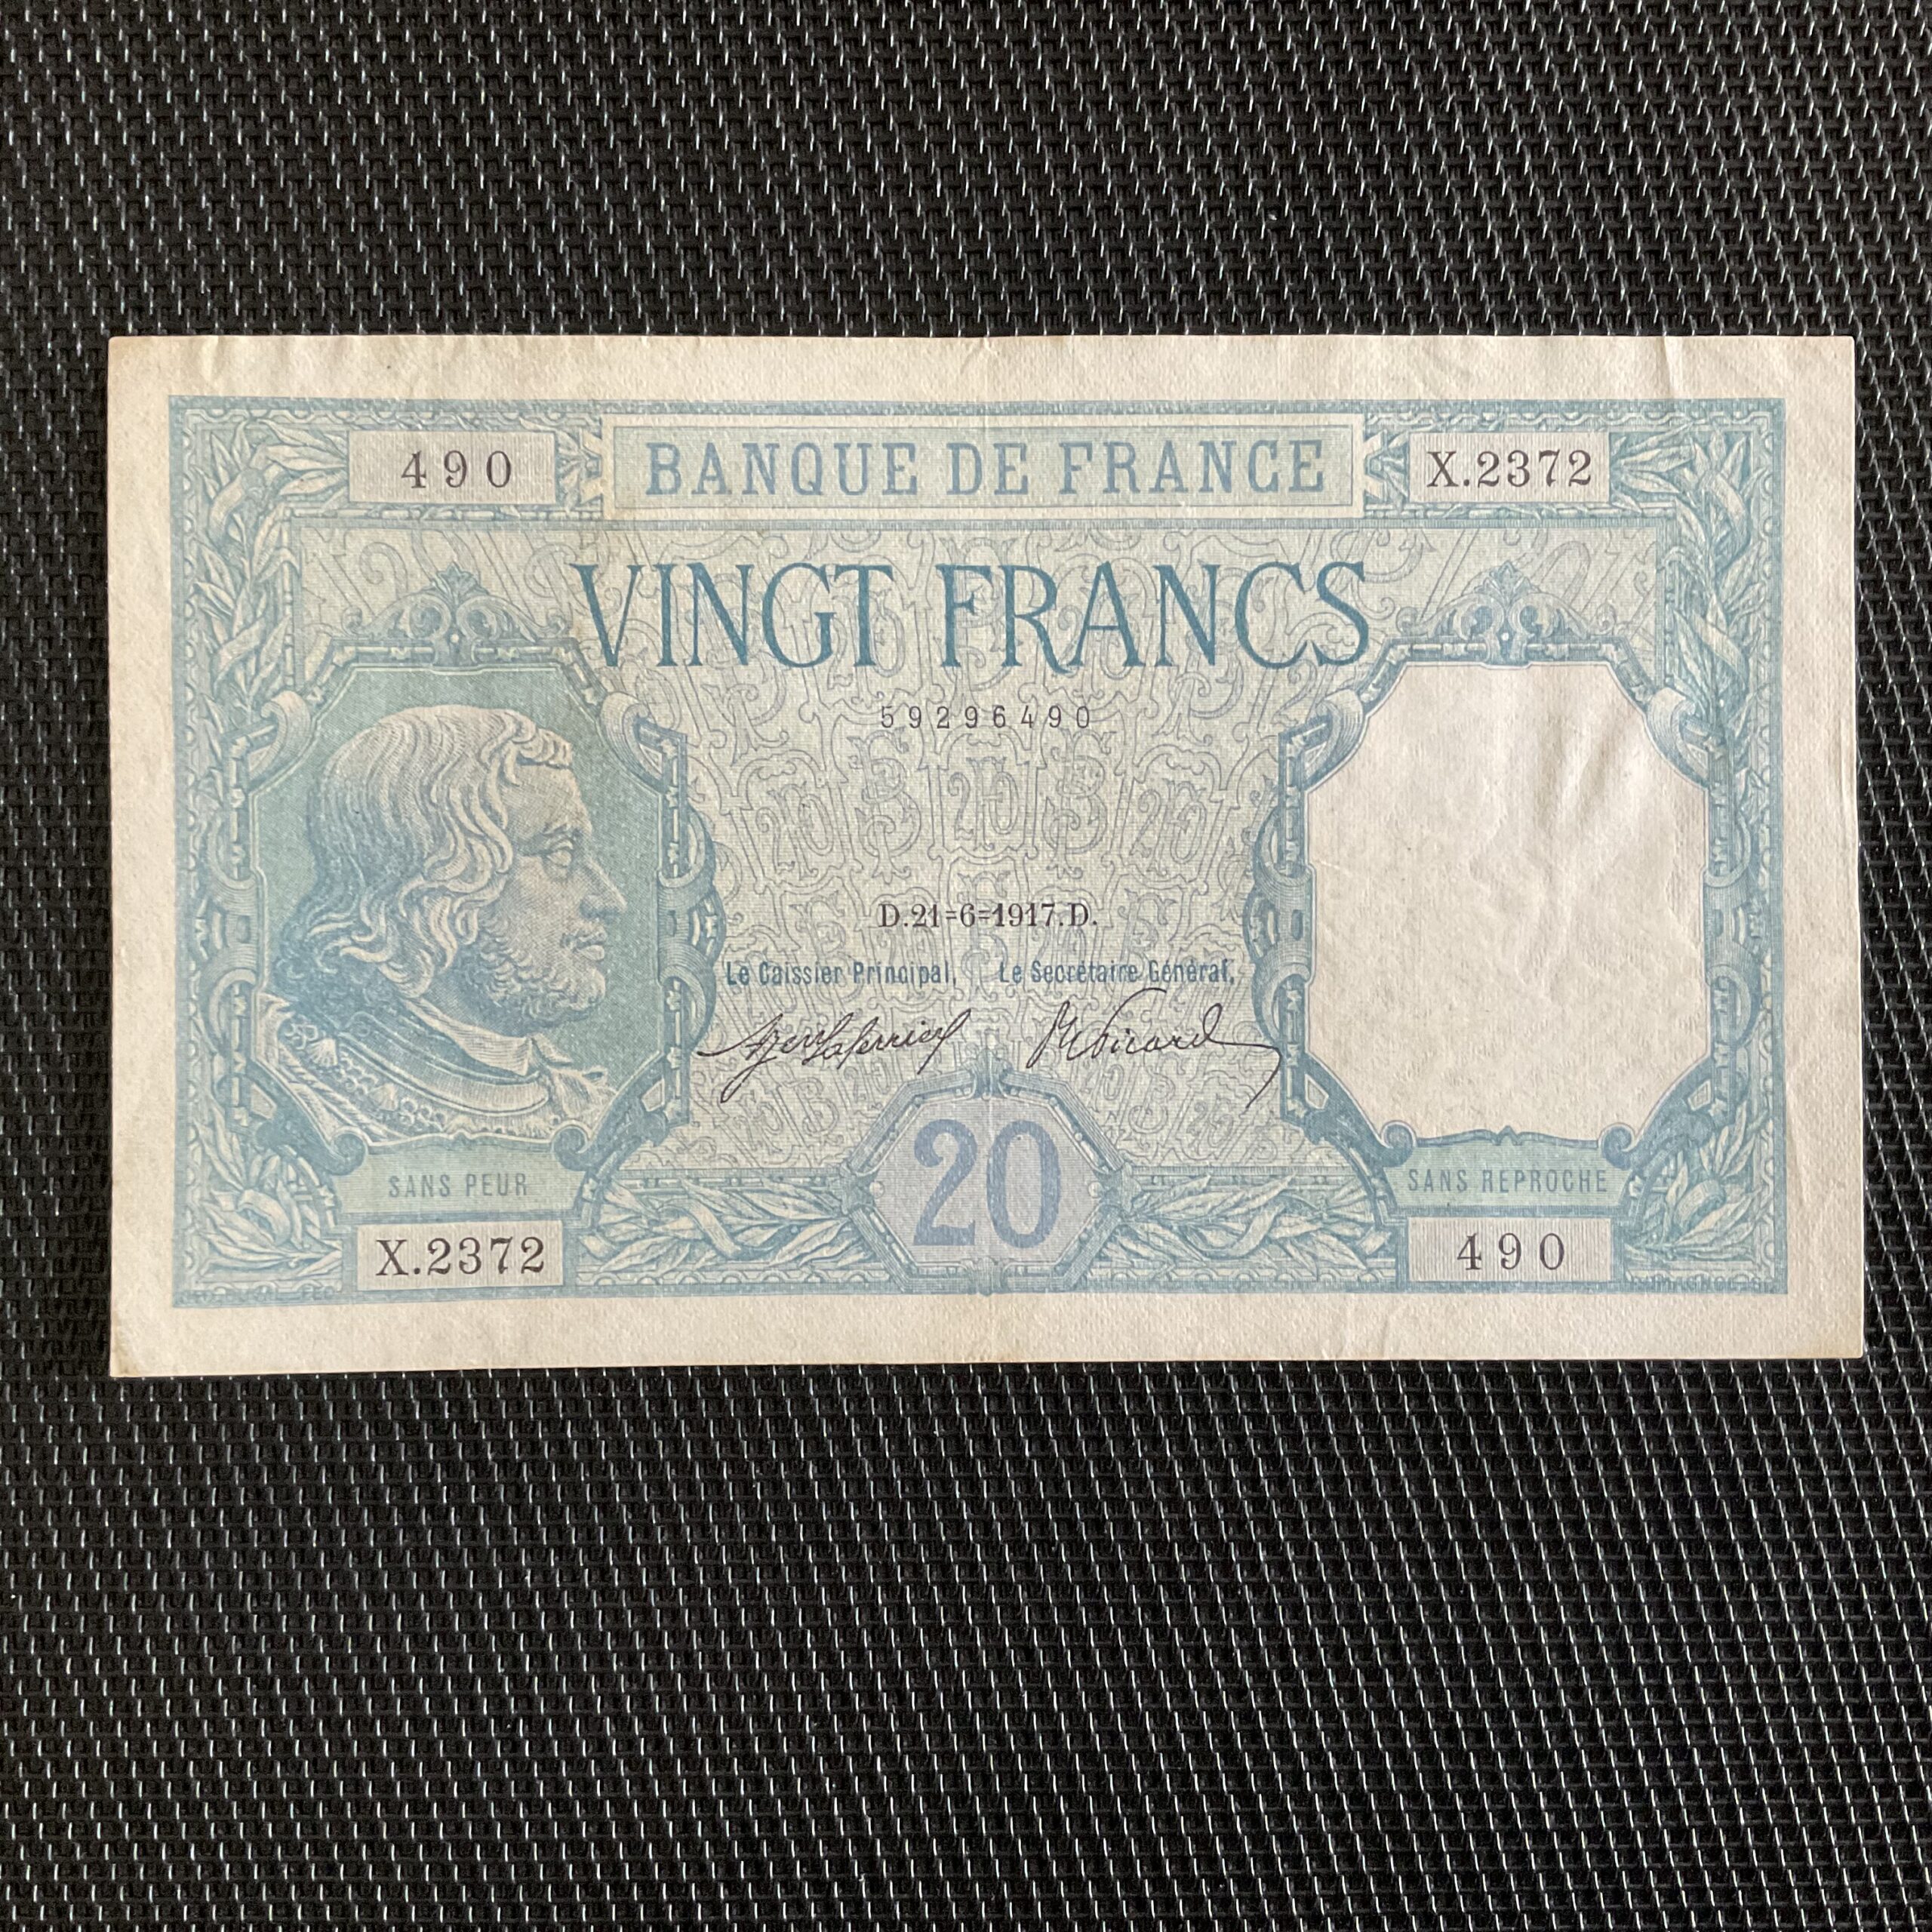 490
BANQUE DE FRANCE
X.2372
VINGT FRANCS
59296490
D.21=6=1917.D.
Le Caissier Principal,
Le Secrétaire Général,
SANS PEUR
20
SANS REPROCHE
X.2372
490